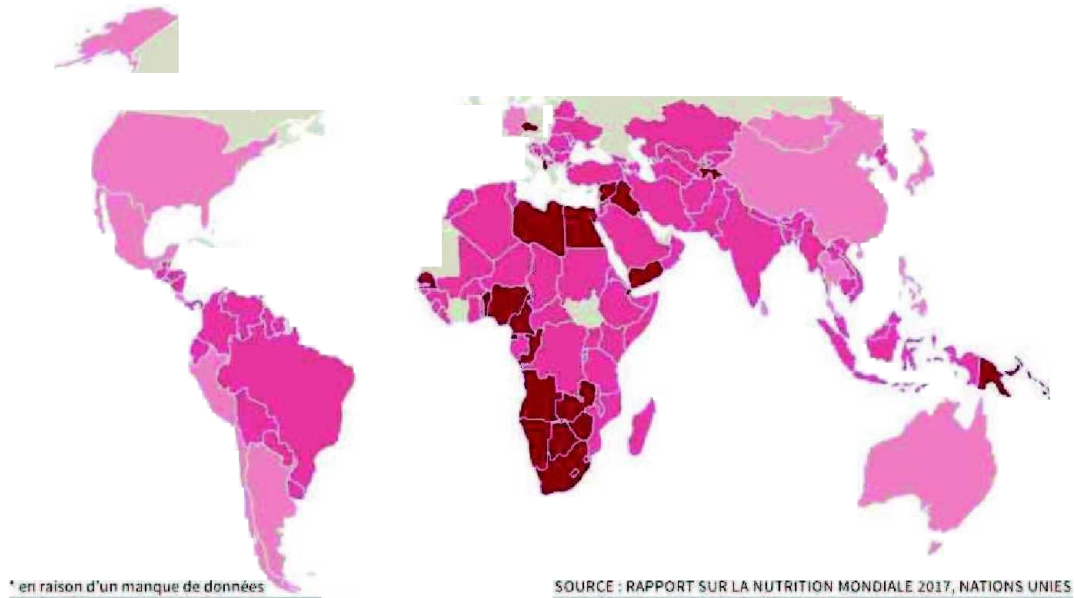 * en raison d'un manque de données
SOURCE : RAPPORT SUR LA NUTRITION MONDIALE 2017, NATIONS UNIES